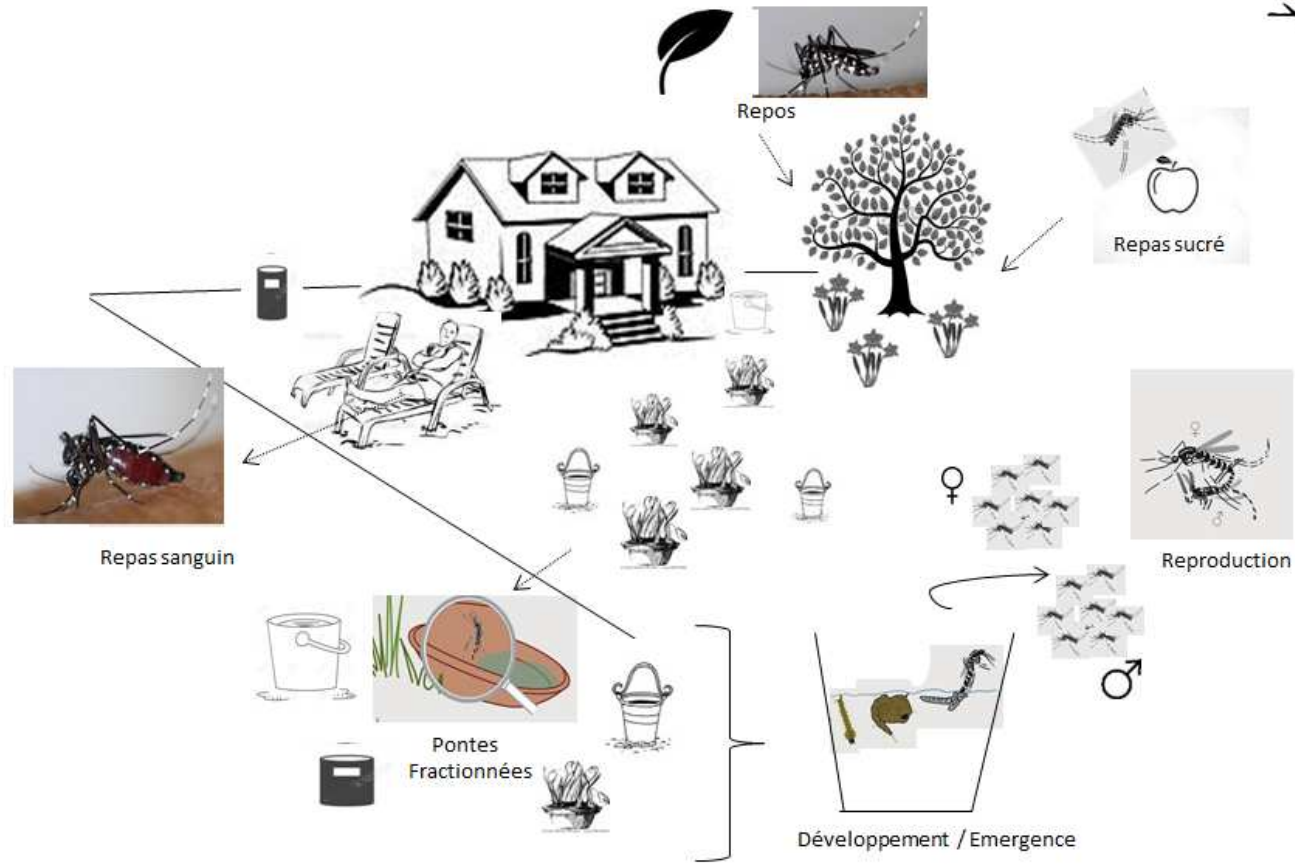 Repos
Repas sucré
Repas sanguin
Reproduction
Pontes
Fractionnées
Développement / Emergence